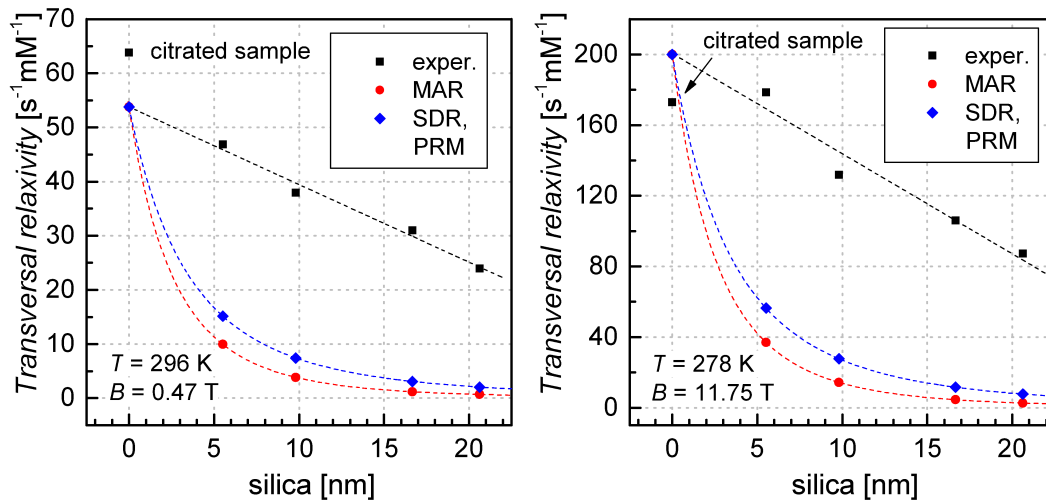 Transversal relaxivity [s⁻¹mM⁻¹]
70
60
50
40
30
20
10
0
citrated sample
exper.
MAR
SDR,
PRM
T = 296 K
B = 0.47 T
0 5 10 15 20
silica [nm]
Transversal relaxivity [s⁻¹mM⁻¹]
200
160
120
80
40
0
citrated sample
exper.
MAR
SDR,
PRM
T = 278 K
B = 11.75 T
0 5 10 15 20
silica [nm]